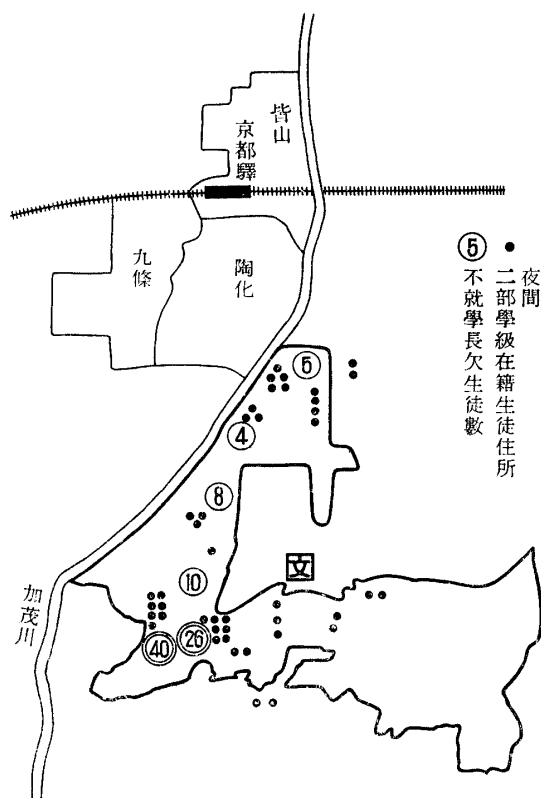 皆山
京都驛
九條
陶化
夜間
● 二部學級在籍生徒住所
⑤ 不就學長欠生徒數
⑤
④
⑧
⑩
文
㊵
㉖
加茂川